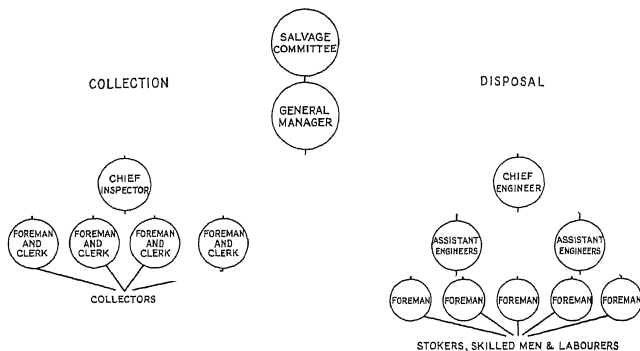 SALVAGE
COMMITTEE
COLLECTION
DISPOSAL
GENERAL
MANAGER
CHIEF
INSPECTOR
CHIEF
ENGINEER
FOREMAN
AND
CLERK
FOREMAN
AND
CLERK
FOREMAN
AND
CLERK
FOREMAN
AND
CLERK
ASSISTANT
ENGINEERS
ASSISTANT
ENGINEERS
COLLECTORS
FOREMAN
FOREMAN
FOREMAN
FOREMAN
FOREMAN
STOKERS, SKILLED MEN & LABOURERS